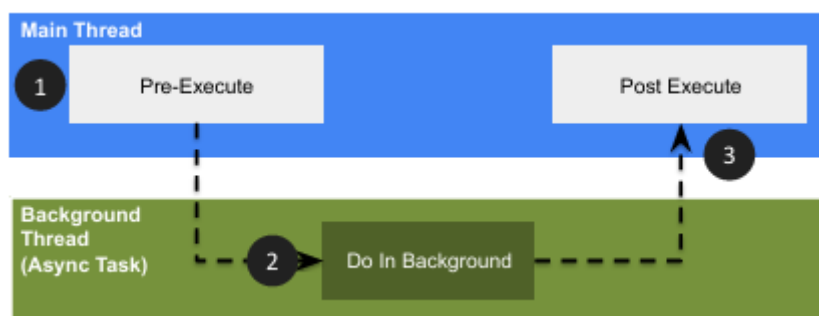 Main Thread
1
Pre-Execute
Post Execute
3
Background
Thread
(Async Task)
2
Do In Background